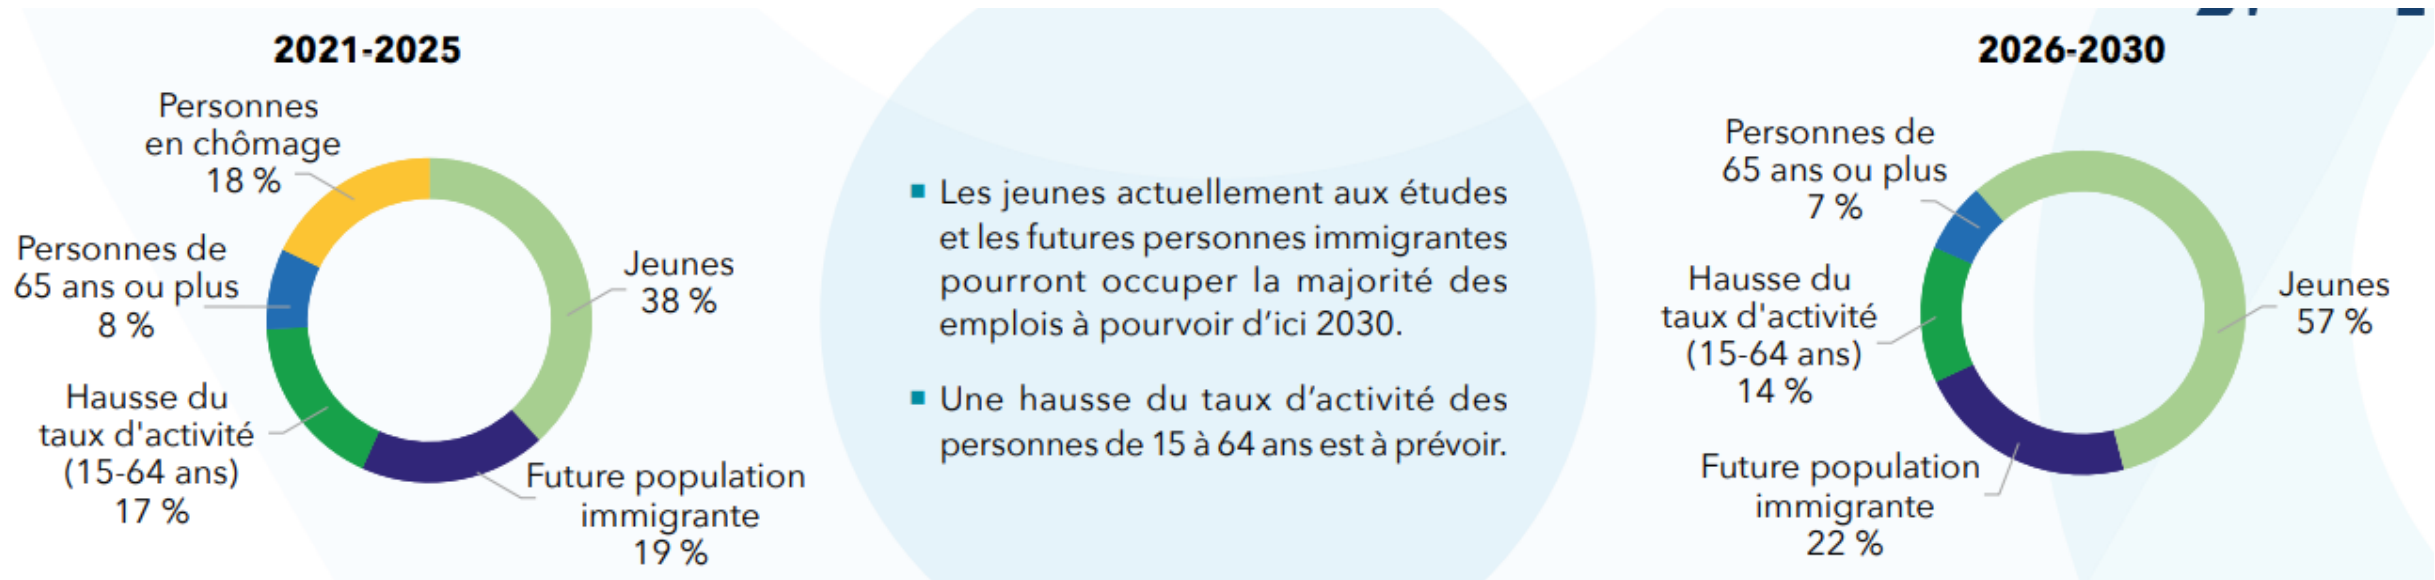 2021-2025
Personnes
en chômage
18 %
Personnes de
65 ans ou plus
8 %
Hausse du
taux d'activité
(15-64 ans)
17 %
Jeunes
38 %
Future population
immigrante
19 %
Les jeunes actuellement aux études
et les futures personnes immigrantes
pourront occuper la majorité des
emplois à pourvoir d’ici 2030.
Une hausse du taux d’activité des
personnes de 15 à 64 ans est à prévoir.
2026-2030
Personnes de
65 ans ou plus
7 %
Hausse du
taux d'activité
(15-64 ans)
14 %
Jeunes
57 %
Future population
immigrante
22 %